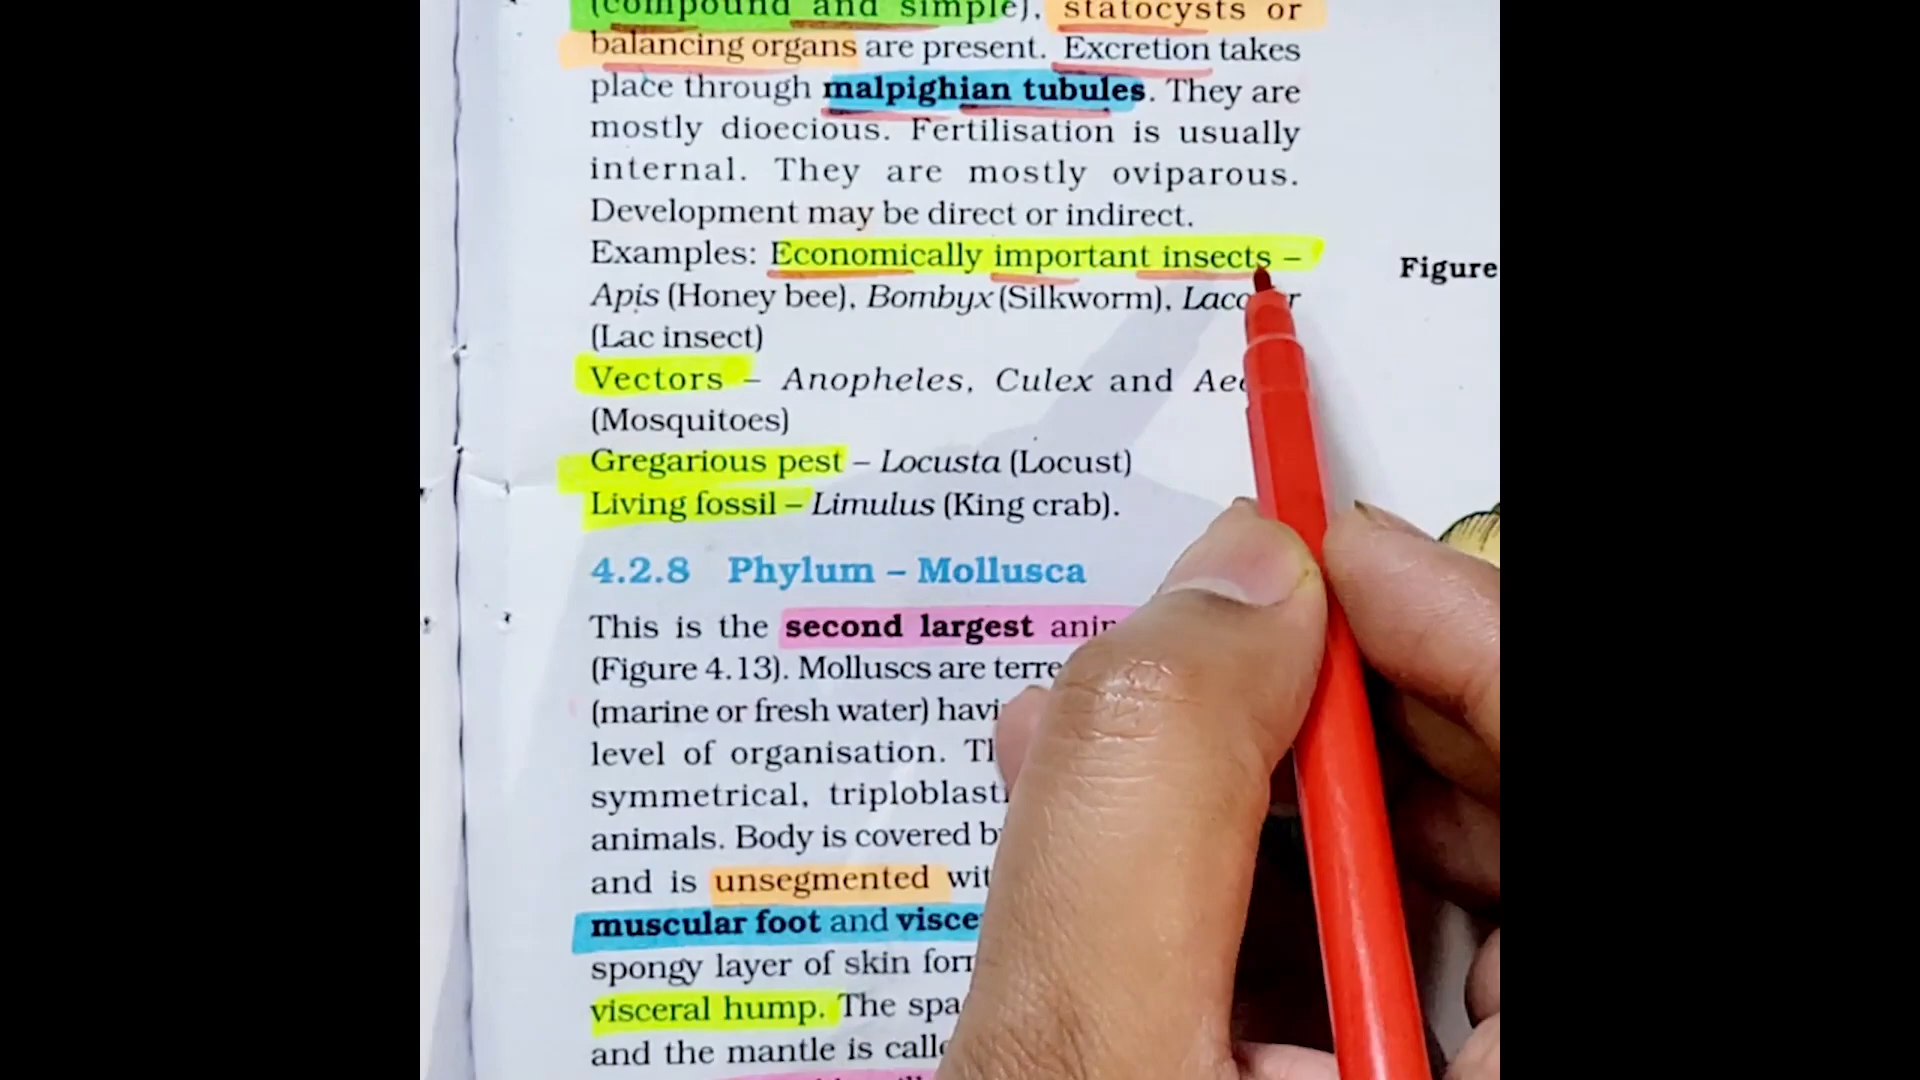 (compound and simple), statocysts or
balancing organs are present. Excretion takes
place through malpighian tubules. They are
mostly dioecious. Fertilisation is usually
internal. They are mostly oviparous.
Development may be direct or indirect.
Examples: Economically important insects –
Apis (Honey bee), Bombyx (Silkworm),
(Lac insect)
Vectors – Anopheles, Culex and
(Mosquitoes)
Gregarious pest – Locusta (Locust)
Living fossil – Limulus (King crab).
4.2.8 Phylum – Mollusca
This is the second largest
(Figure 4.13). Molluscs are
(marine or fresh water)
level of organisation.
symmetrical,
animals. Body is covered
and is unsegmented
muscular foot and
spongy layer of skin
visceral hump. The
and the mantle is
Figure